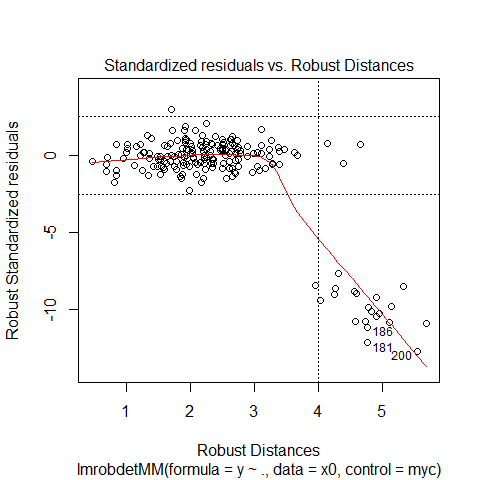 Standardized residuals vs. Robust Distances
Robust Standardized residuals
0
-5
-10
186
181
200
1
2
3
4
5
Robust Distances
lmrobdetMM(formula = y ~ ., data = x0, control = myc)